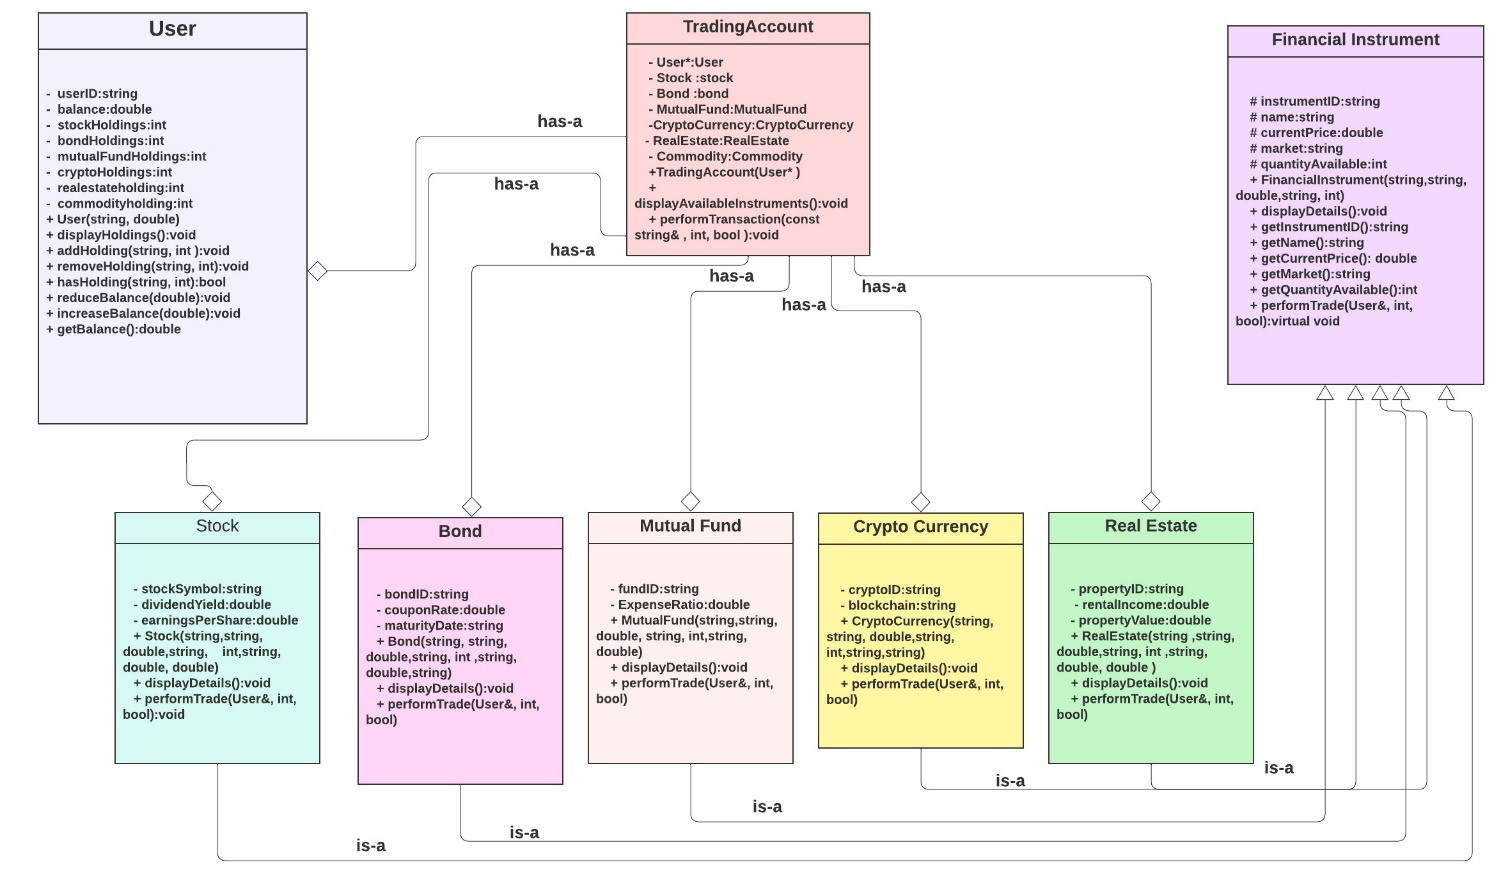 User
- userID:string
- balance:double
- stockHoldings:int
- bondHoldings:int
- mutualFundHoldings:int
- cryptoHoldings:int
- realestateholding:int
- commodityholding:int
+ User(string, double)
+ displayHoldings():void
+ addHolding(string, int ):void
+ removeHolding(string, int):void
+ hasHolding(string, int):bool
+ reduceBalance(double):void
+ increaseBalance(double):void
+ getBalance():double
TradingAccount
- User*:User
- Stock :stock
- Bond :bond
- MutualFund:MutualFund
-CryptoCurrency:CryptoCurrency
- RealEstate:RealEstate
- Commodity:Commodity
+TradingAccount(User* )
+
displayAvailableInstruments():void
+ performTransaction(const
string& , int, bool ):void
Financial Instrument
# instrumentID:string
# name:string
# currentPrice:double
# market:string
# quantityAvailable:int
+ FinancialInstrument(string,string,
double,string, int)
+ displayDetails():void
+ getInstrumentID():string
+ getName():string
+ getCurrentPrice(): double
+ getMarket():string
+ getQuantityAvailable():int
+ performTrade(User&, int,
bool):virtual void
has-a
has-a
has-a
has-a
has-a
has-a
Stock
- stockSymbol:string
- dividendYield:double
- earningsPerShare:double
+ Stock(string,string,
double,string, int,string,
double, double)
+ displayDetails():void
+ performTrade(User&, int,
bool):void
Bond
- bondID:string
- couponRate:double
- maturityDate:string
+ Bond(string, string,
double,string, int ,string,
double,string)
+ displayDetails():void
+ performTrade(User&, int,
bool)
Mutual Fund
- fundID:string
- ExpenseRatio:double
+ MutualFund(string,string,
double, string, int,string,
double)
+ displayDetails():void
+ performTrade(User&, int,
bool)
Crypto Currency
- cryptoID:string
- blockchain:string
+ CryptoCurrency(string,
string, double,string,
int,string,string)
+ displayDetails():void
+ performTrade(User&, int,
bool)
Real Estate
- propertyID:string
- rentalIncome:double
- propertyValue:double
+ RealEstate(string ,string,
double,string, int ,string,
double, double )
+ displayDetails():void
+ performTrade(User&, int,
bool)
is-a
is-a
is-a
is-a
is-a